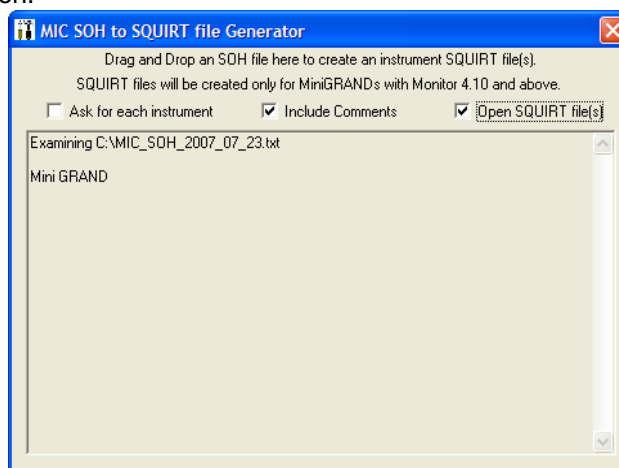 MIC SOH to SQUIRT file Generator
Drag and Drop an SOH file here to create an instrument SQUIRT file(s).
SQUIRT files will be created only for MiniGRANDs with Monitor 4.10 and above.
Ask for each instrument Include Comments Open SQUIRT file(s)
Examining C:\MIC_SOH_2007_07_23.txt
Mini GRAND